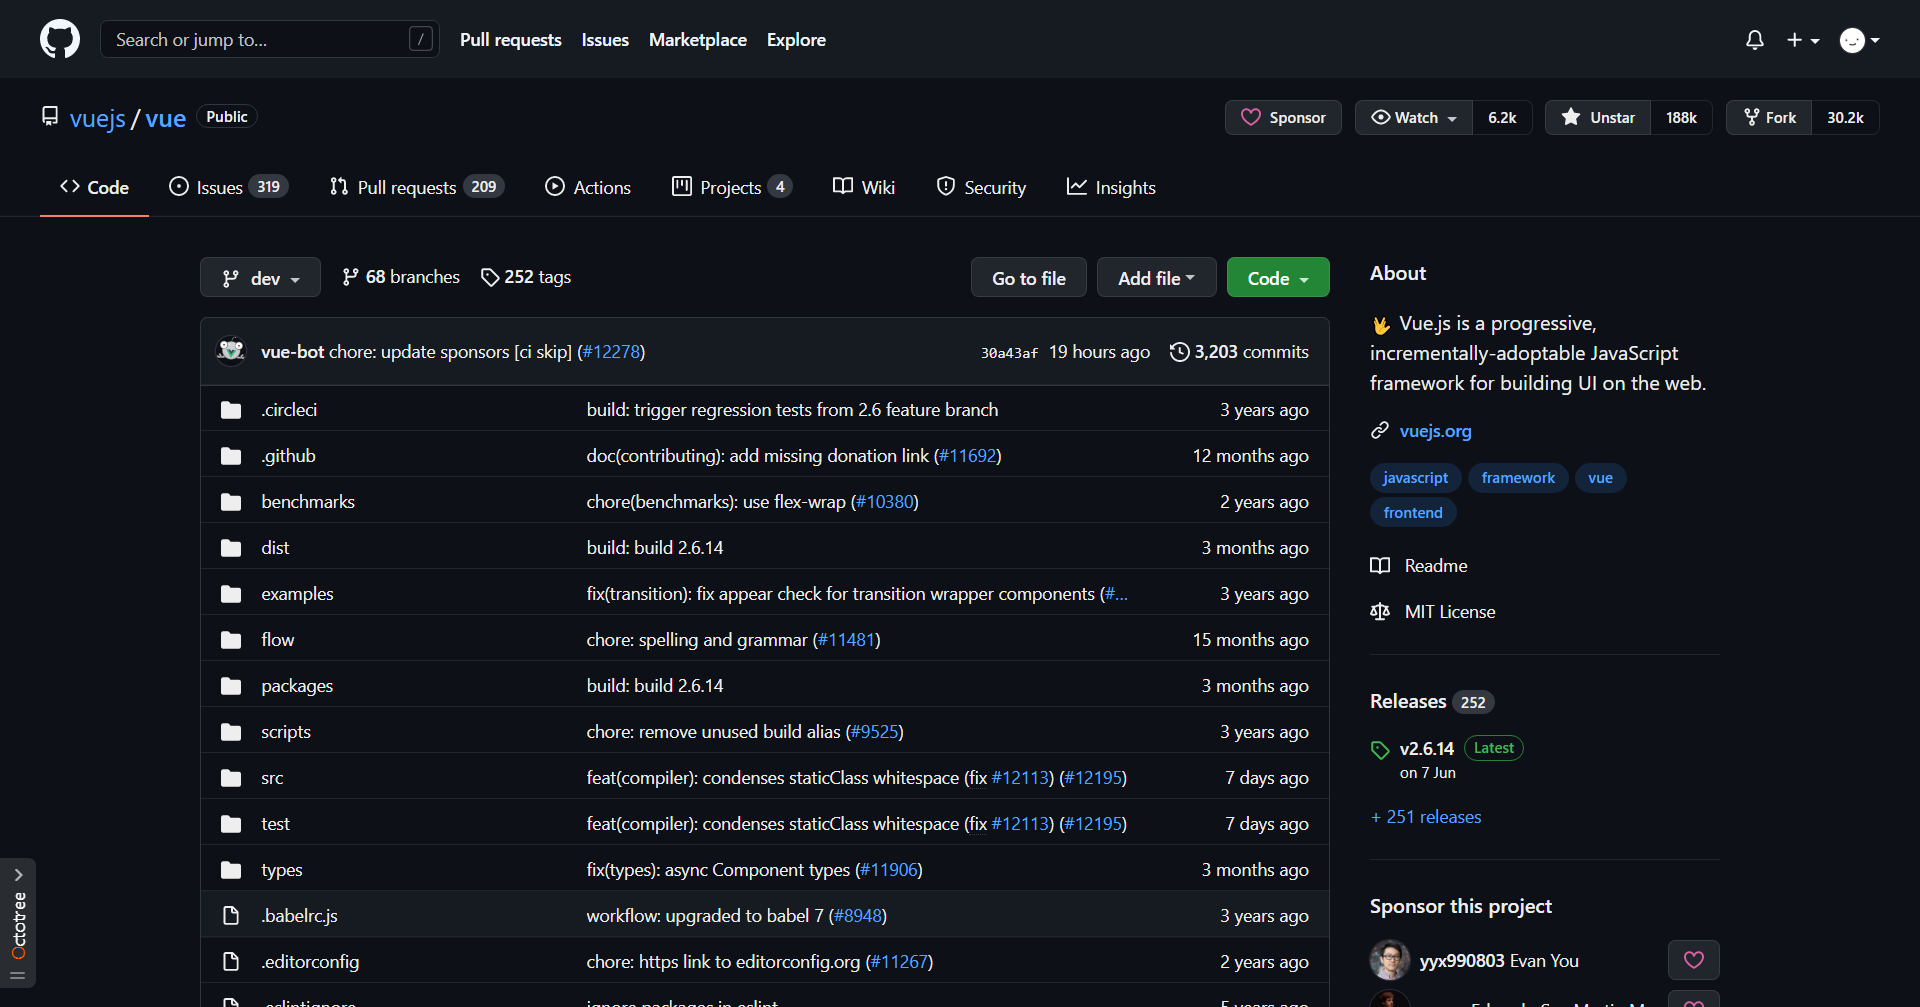 Search or jump to... /
Pull requests Issues Marketplace Explore
vuejs / vue Public
Sponsor Watch 6.2k Unstar 188k Fork 30.2k
Code Issues 319 Pull requests 209 Actions Projects 4 Wiki Security Insights
dev 68 branches 252 tags Go to file Add file Code
vue-bot chore: update sponsors [ci skip] (#12278) 30a43af 19 hours ago 3,203 commits
.circleci build: trigger regression tests from 2.6 feature branch 3 years ago
.github doc(contributing): add missing donation link (#11692) 12 months ago
benchmarks chore(benchmarks): use flex-wrap (#10380) 2 years ago
dist build: build 2.6.14 3 months ago
examples fix(transition): fix appear check for transition wrapper components (#... 3 years ago
flow chore: spelling and grammar (#11481) 15 months ago
packages build: build 2.6.14 3 months ago
scripts chore: remove unused build alias (#9525) 3 years ago
src feat(compiler): condenses staticClass whitespace (fix #12113) (#12195) 7 days ago
test feat(compiler): condenses staticClass whitespace (fix #12113) (#12195) 7 days ago
types fix(types): async Component types (#11906) 3 months ago
.babelrc.js workflow: upgraded to babel 7 (#8948) 3 years ago
.editorconfig chore: https link to editorconfig.org (#11267) 2 years ago
.eslintignore ignore packages in eslint 5 years ago
About
🖖 Vue.js is a progressive,
incrementally-adoptable JavaScript
framework for building UI on the web.
vuejs.org
javascript framework vue
frontend
Readme
MIT License
Releases 252
v2.6.14 Latest
on 7 Jun
+ 251 releases
Sponsor this project
yyx990803 Evan You
Octotree